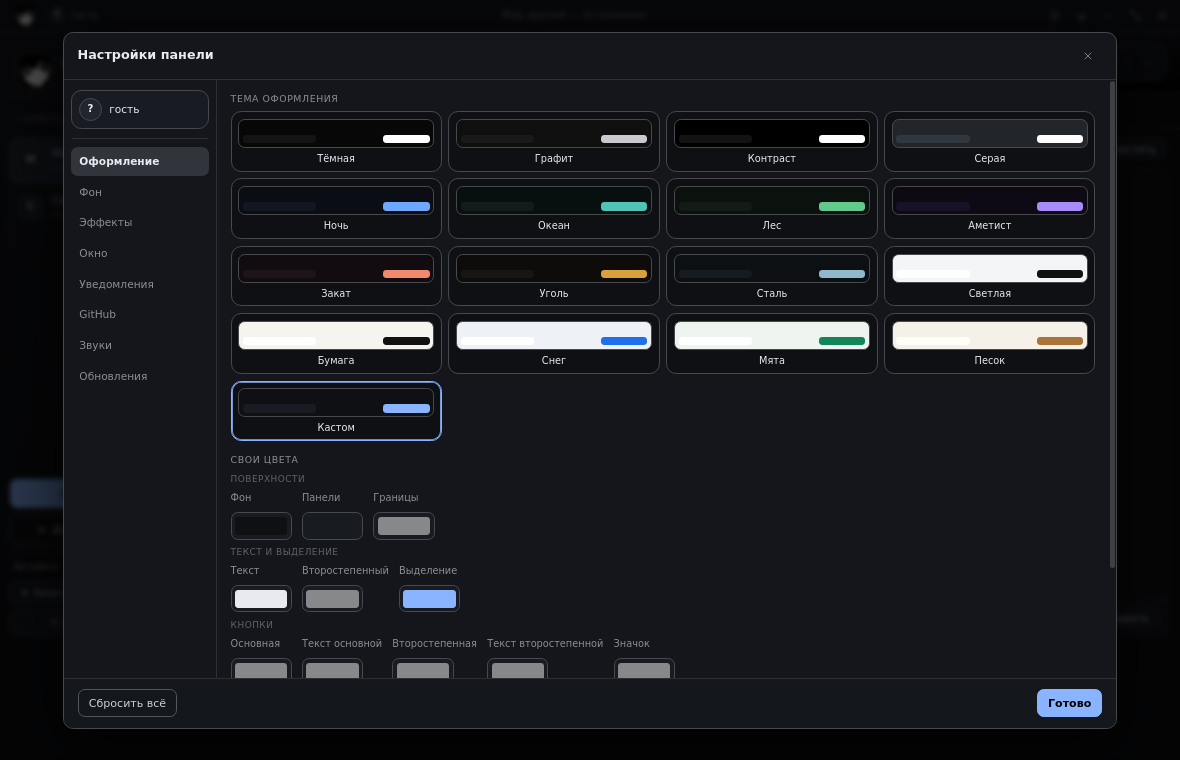 Настройки панели
×
? гость
Оформление
Фон
Эффекты
Окно
Уведомления
GitHub
Звуки
Обновления
ТЕМА ОФОРМЛЕНИЯ
Тёмная Графит Контраст Серая
Ночь Океан Лес Аметист
Закат Уголь Сталь Светлая
Бумага Снег Мята Песок
Кастом
СВОИ ЦВЕТА
ПОВЕРХНОСТИ
Фон Панели Границы
ТЕКСТ И ВЫДЕЛЕНИЕ
Текст Второстепенный Выделение
КНОПКИ
Основная Текст основной Второстепенная Текст второстепенной Значок
Сбросить всё Готово